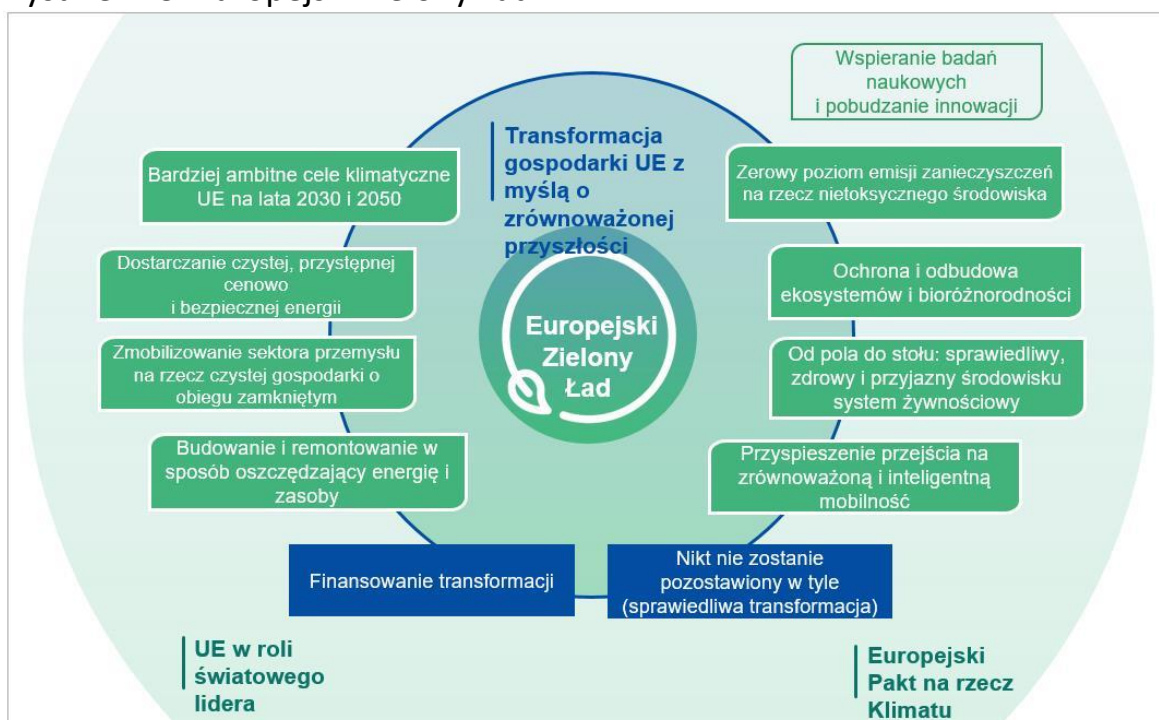 Wspieranie badań
naukowych
i pobudzanie innowacji
Transformacja
gospodarki UE z
myślą o
zrównoważonej
przyszłości
Bardziej ambitne cele klimatyczne
UE na lata 2030 i 2050
Zerowy poziom emisji zanieczyszczeń
na rzecz nietoksycznego środowiska
Dostarczanie czystej, przystępnej
cenowo
i bezpiecznej energii
Ochrona i odbudowa
ekosystemów i bioróżnorodności
Europejski
Zielony
Ład
Zmobilizowanie sektora przemysłu
na rzecz czystej gospodarki o
obiegu zamkniętym
Od pola do stołu: sprawiedliwy,
zdrowy i przyjazny środowisku
system żywnościowy
Budowanie i remontowanie w
sposób oszczędzający energię i
zasoby
Przyspieszenie przejścia na
zrównoważoną i inteligentną
mobilność
Finansowanie transformacji
Nikt nie zostanie
pozostawiony w tyle
(sprawiedliwa transformacja)
UE w roli
światowego
lidera
Europejski
Pakt na rzecz
Klimatu